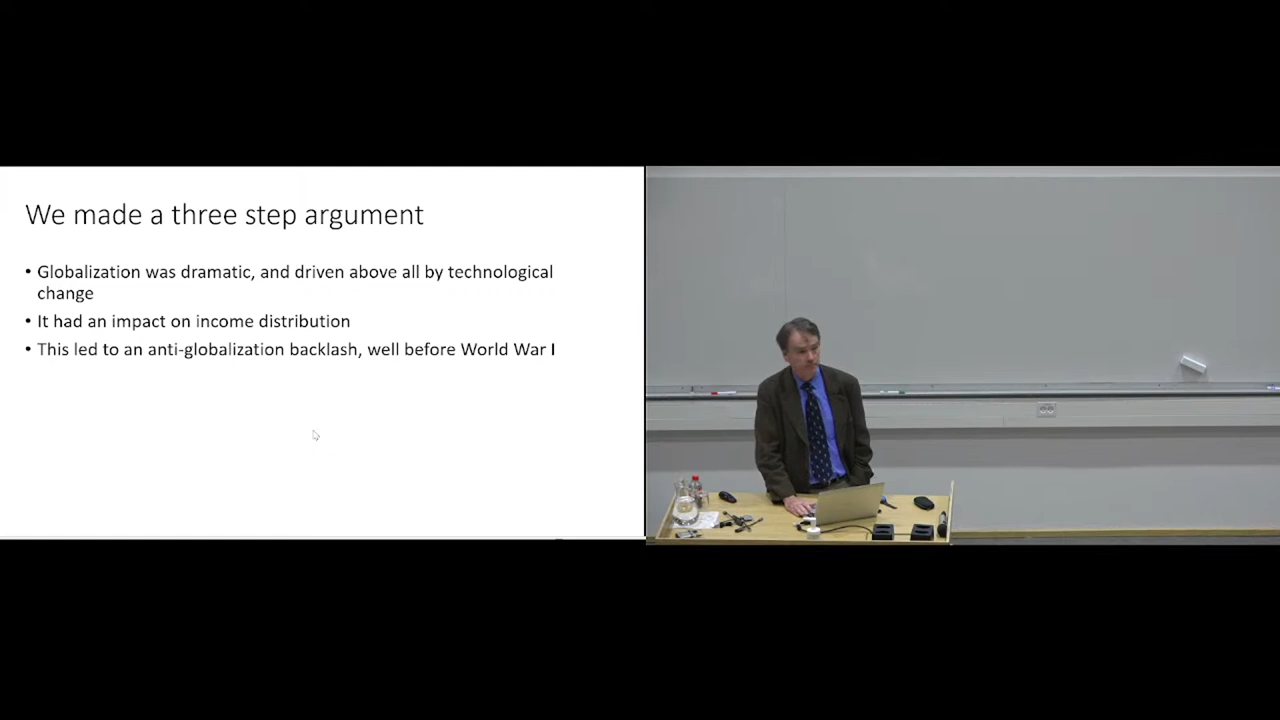 We made a three step argument
• Globalization was dramatic, and driven above all by technological
change
• It had an impact on income distribution
• This led to an anti-globalization backlash, well before World War I